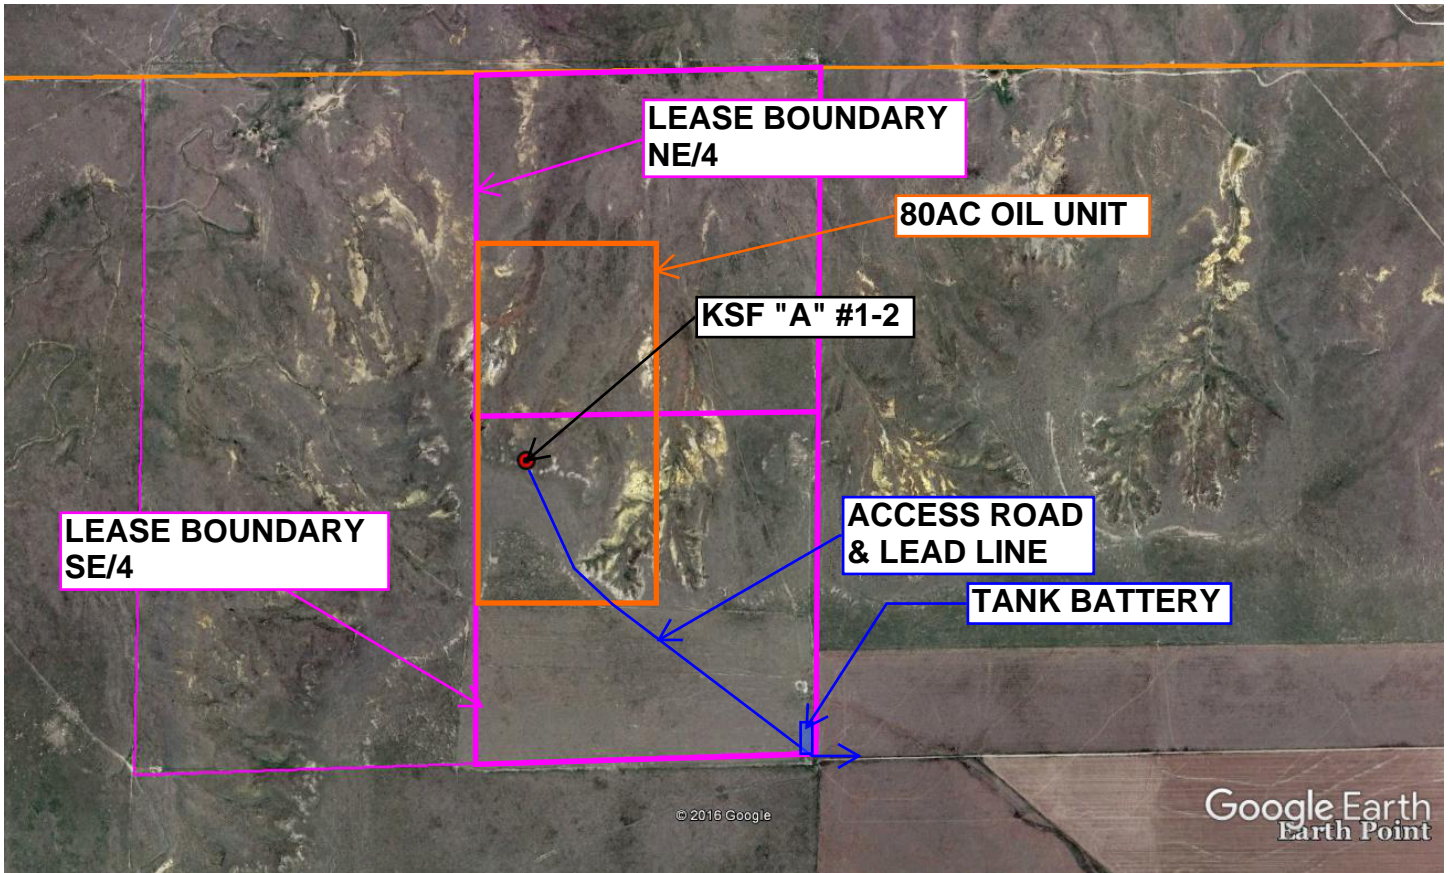 LEASE BOUNDARY
NE/4
80AC OIL UNIT
KSF "A" #1-2
LEASE BOUNDARY
SE/4
ACCESS ROAD
& LEAD LINE
TANK BATTERY
© 2016 Google
Google Earth
Earth Point